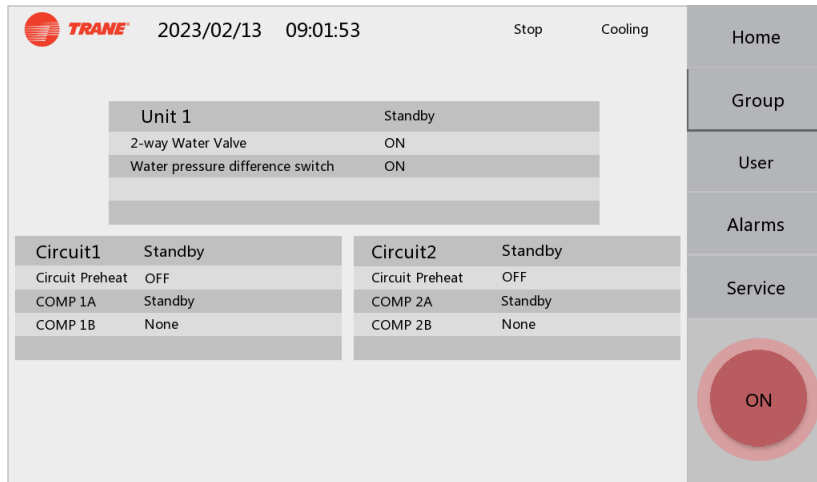 TRANE 2023/02/13 09:01:53 Stop Cooling
Home
Group
User
Alarms
Service
ON
Unit 1 Standby
2-way Water Valve ON
Water pressure difference switch ON
Circuit1 Standby
Circuit Preheat OFF
COMP 1A Standby
COMP 1B None
Circuit2 Standby
Circuit Preheat OFF
COMP 2A Standby
COMP 2B None